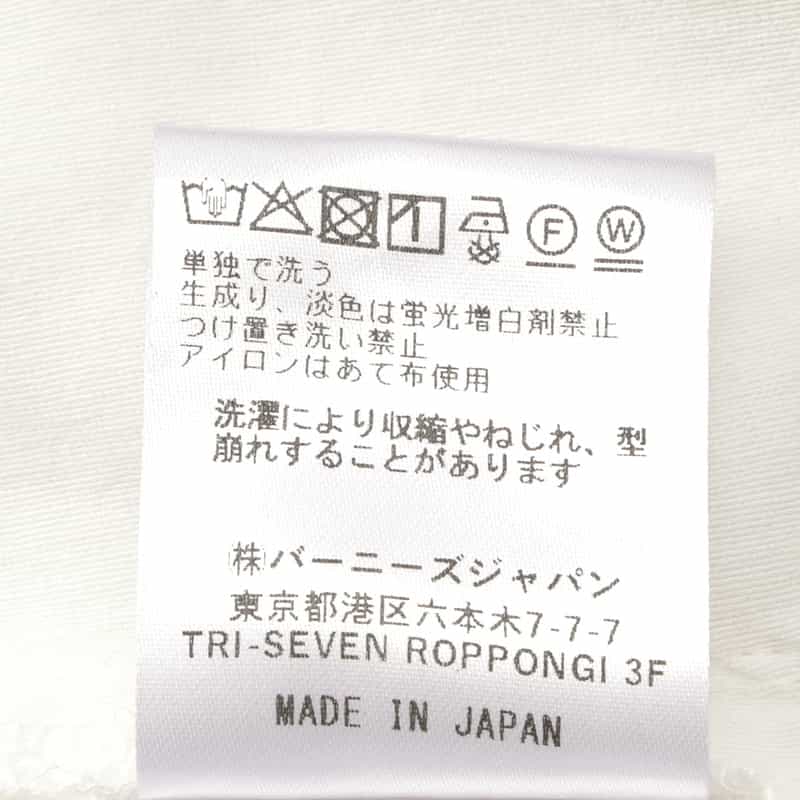 F W
単独で洗う
生成り、淡色は蛍光増白剤禁止
つけ置き洗い禁止
アイロンはあて布使用
洗濯により収縮やねじれ、型
崩れすることがあります
㈱バーニーズジャパン
東京都港区六本木7-7-7
TRI-SEVEN ROPPONGI 3F
MADE IN JAPAN